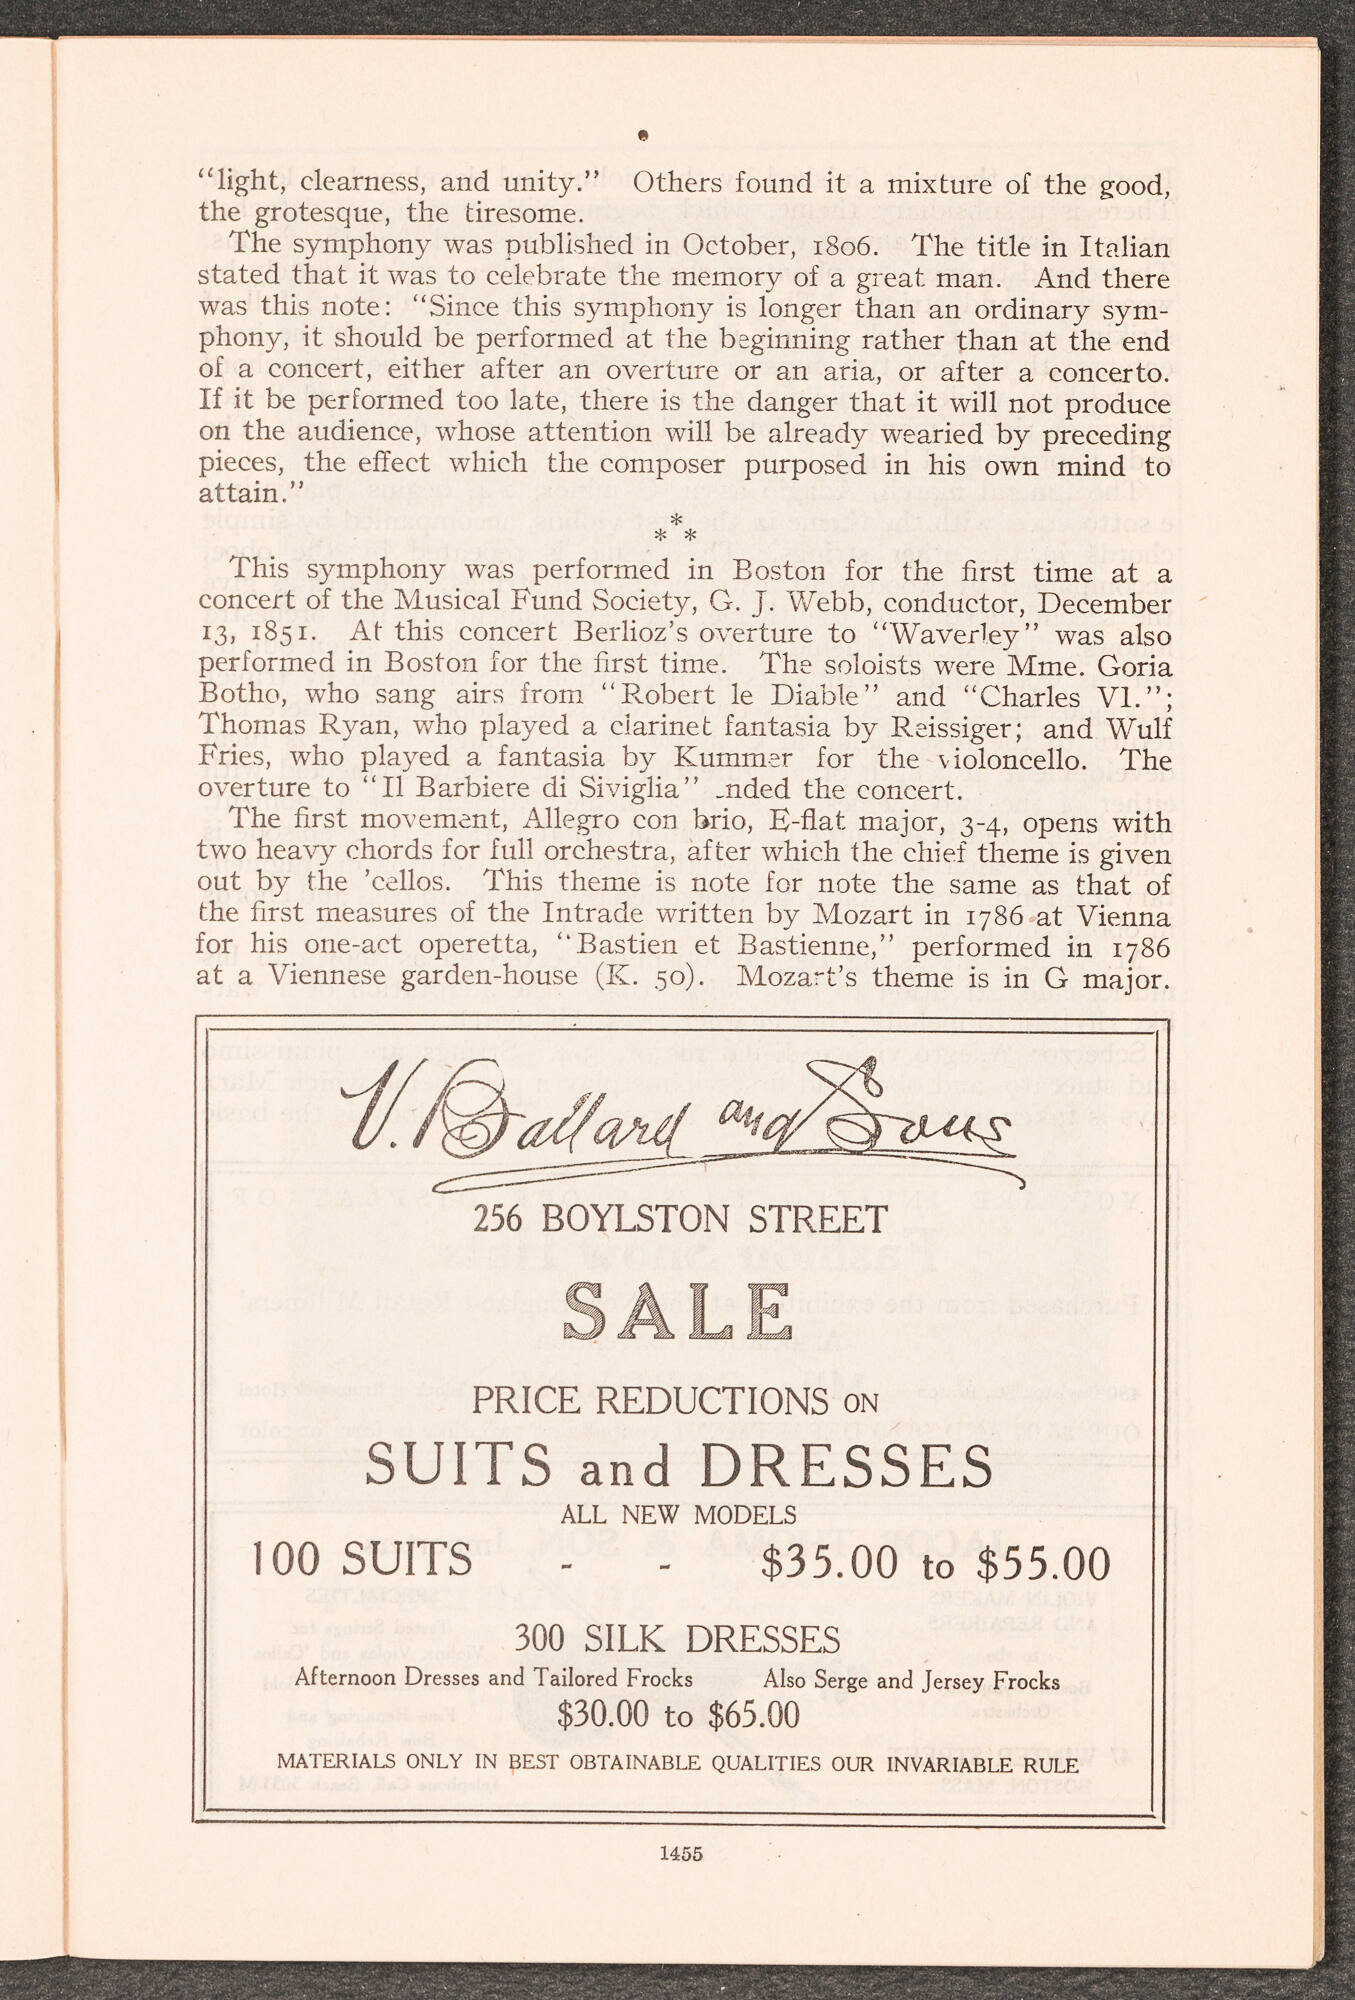 “light, clearness, and unity.” Others found it a mixture of the good,
the grotesque, the tiresome.
The symphony was published in October, 1806. The title in Italian
stated that it was to celebrate the memory of a great man. And there
was this note: “Since this symphony is longer than an ordinary sym-
phony, it should be performed at the beginning rather than at the end
of a concert, either after an overture or an aria, or after a concerto.
If it be performed too late, there is the danger that it will not produce
on the audience, whose attention will be already wearied by preceding
pieces, the effect which the composer purposed in his own mind to
attain.”
*
* *
This symphony was performed in Boston for the first time at a
concert of the Musical Fund Society, G. J. Webb, conductor, December
13, 1851. At this concert Berlioz’s overture to “Waverley” was also
performed in Boston for the first time. The soloists were Mme. Goria
Botho, who sang airs from “Robert le Diable” and “Charles VI.”;
Thomas Ryan, who played a clarinet fantasia by Reissiger; and Wulf
Fries, who played a fantasia by Kummer for the violoncello. The
overture to “Il Barbiere di Siviglia” ended the concert.
The first movement, Allegro con brio, E-flat major, 3-4, opens with
two heavy chords for full orchestra, after which the chief theme is given
out by the ’cellos. This theme is note for note the same as that of
the first measures of the Intrade written by Mozart in 1786 at Vienna
for his one-act operetta, “Bastien et Bastienne,” performed in 1786
at a Viennese garden-house (K. 50). Mozart’s theme is in G major.
V. Ballard and Sons
256 BOYLSTON STREET
SALE
PRICE REDUCTIONS ON
SUITS and DRESSES
ALL NEW MODELS
100 SUITS - - $35.00 to $55.00
300 SILK DRESSES
Afternoon Dresses and Tailored Frocks Also Serge and Jersey Frocks
$30.00 to $65.00
MATERIALS ONLY IN BEST OBTAINABLE QUALITIES OUR INVARIABLE RULE
1455